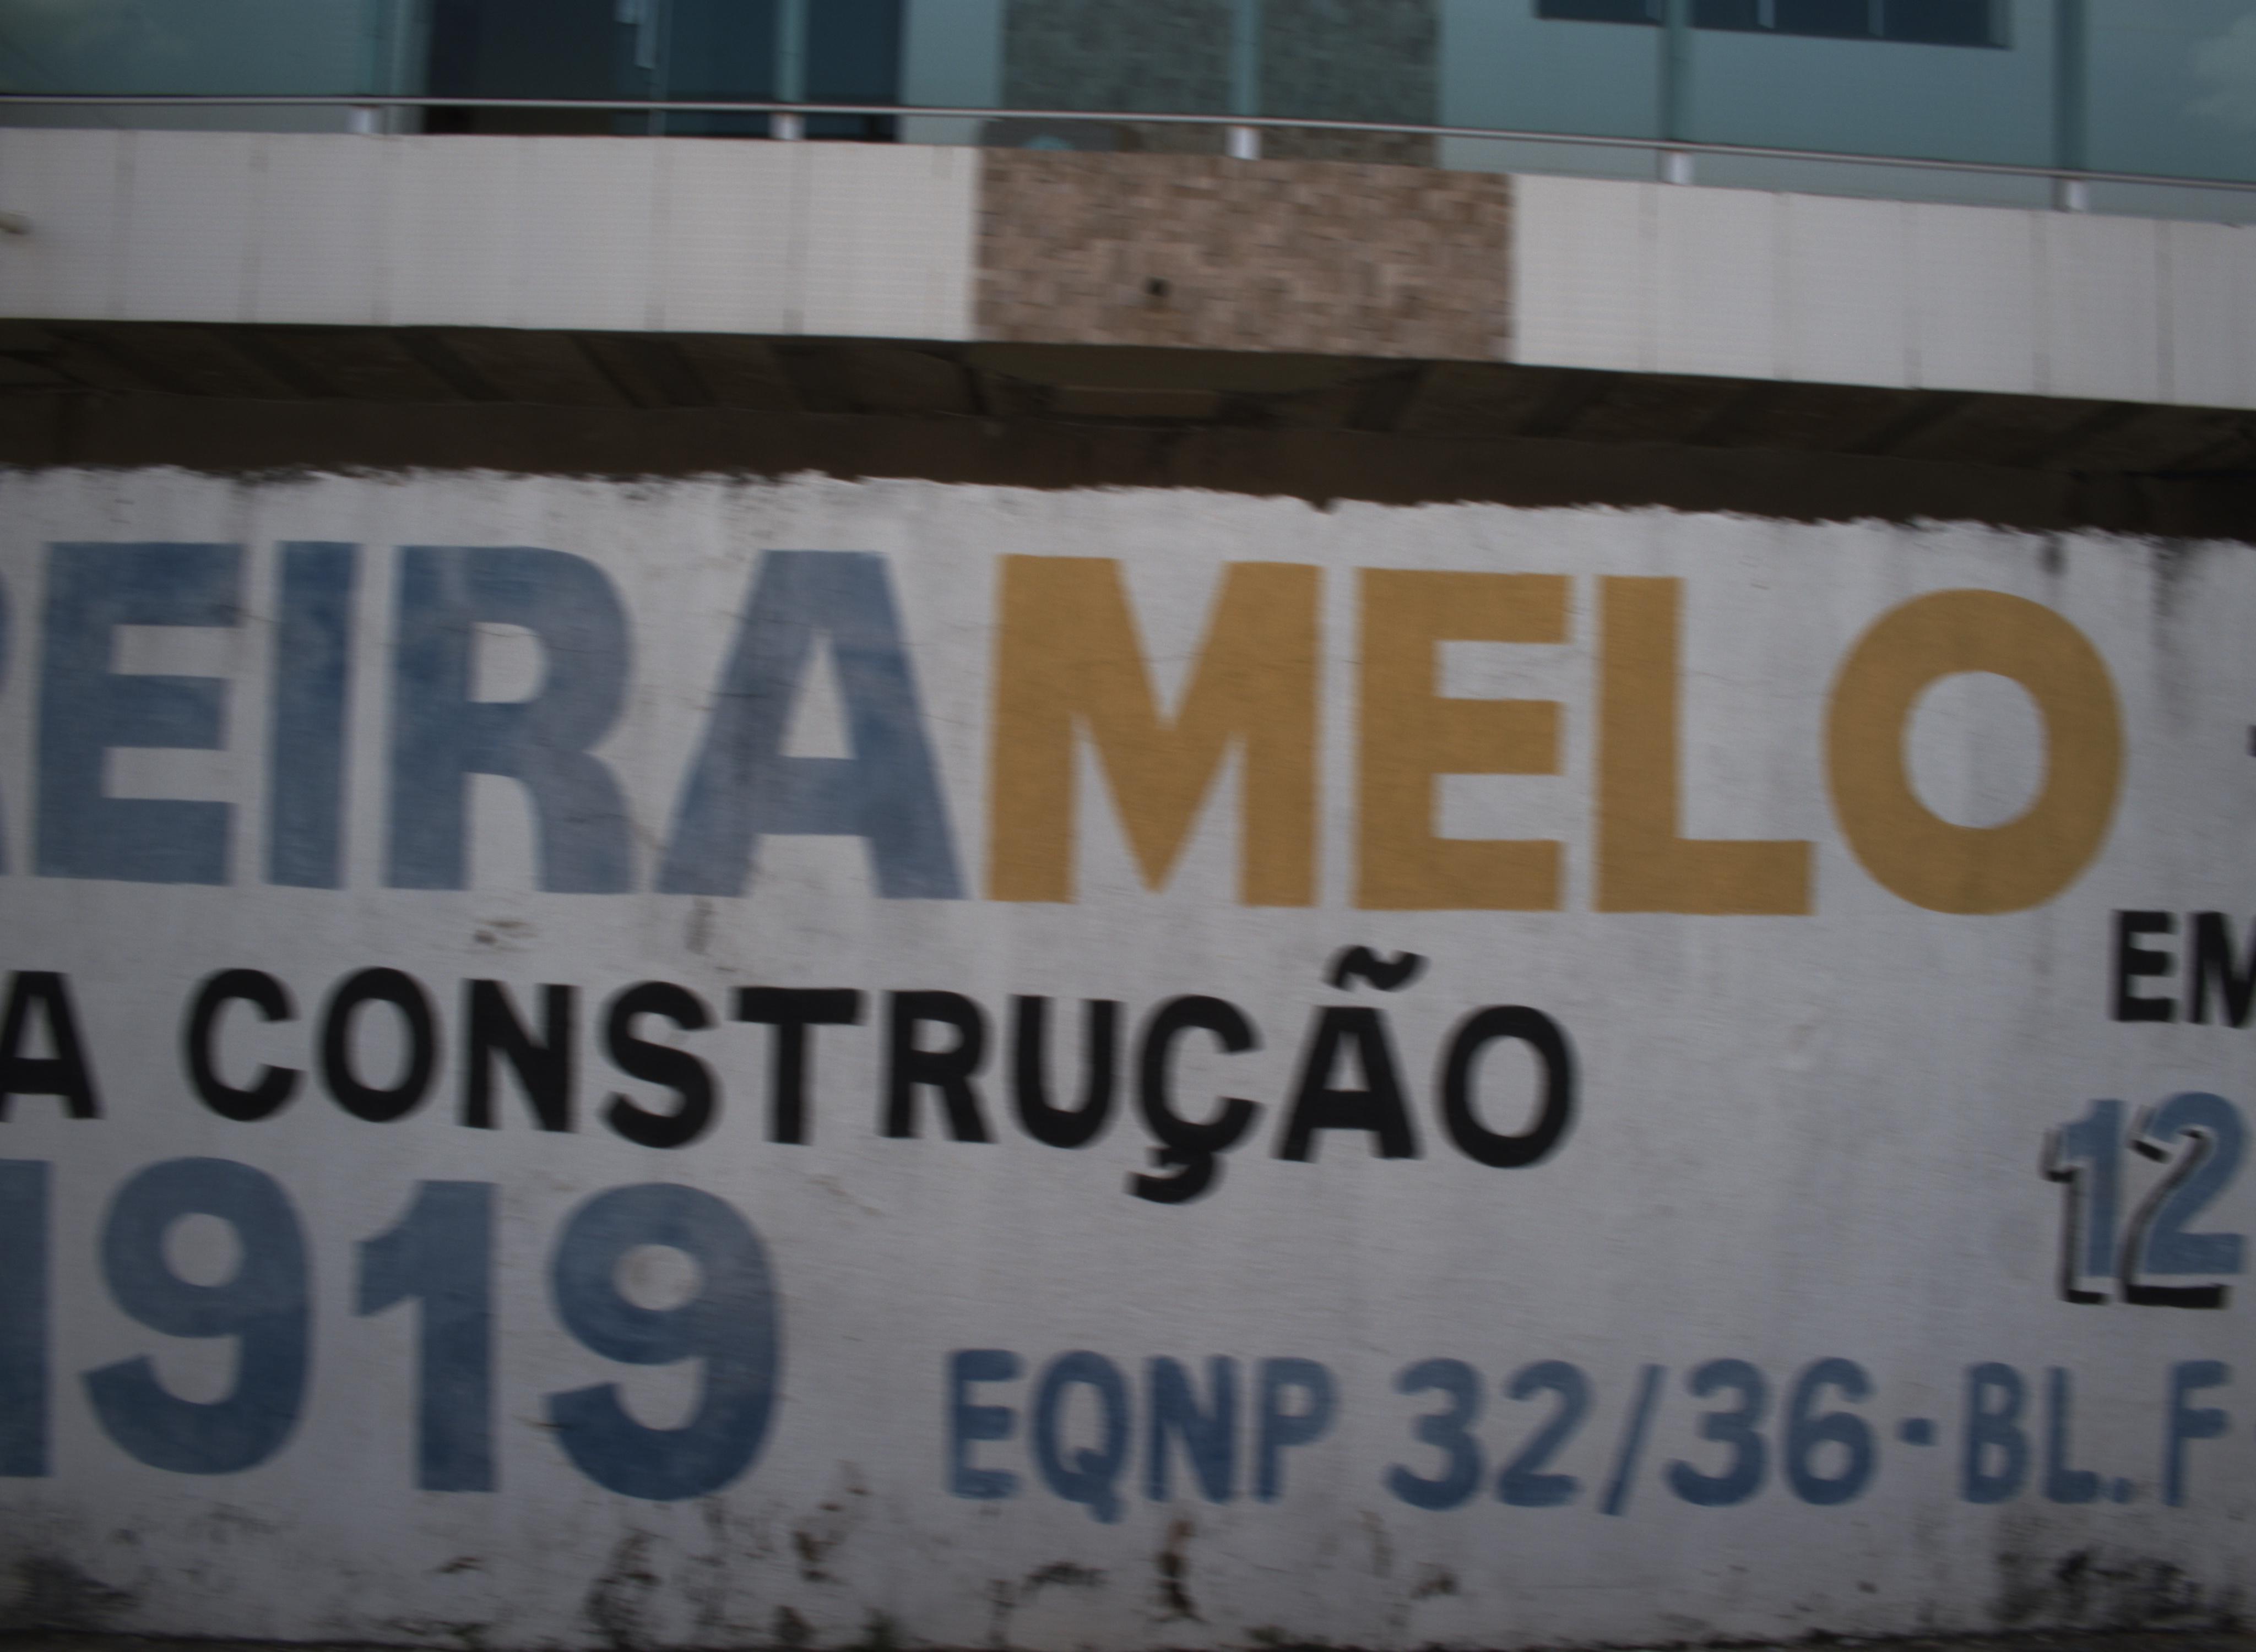 REIRAMELO
A CONSTRUÇÃO
EM
1919
12
EQNP 32/36·BL.F